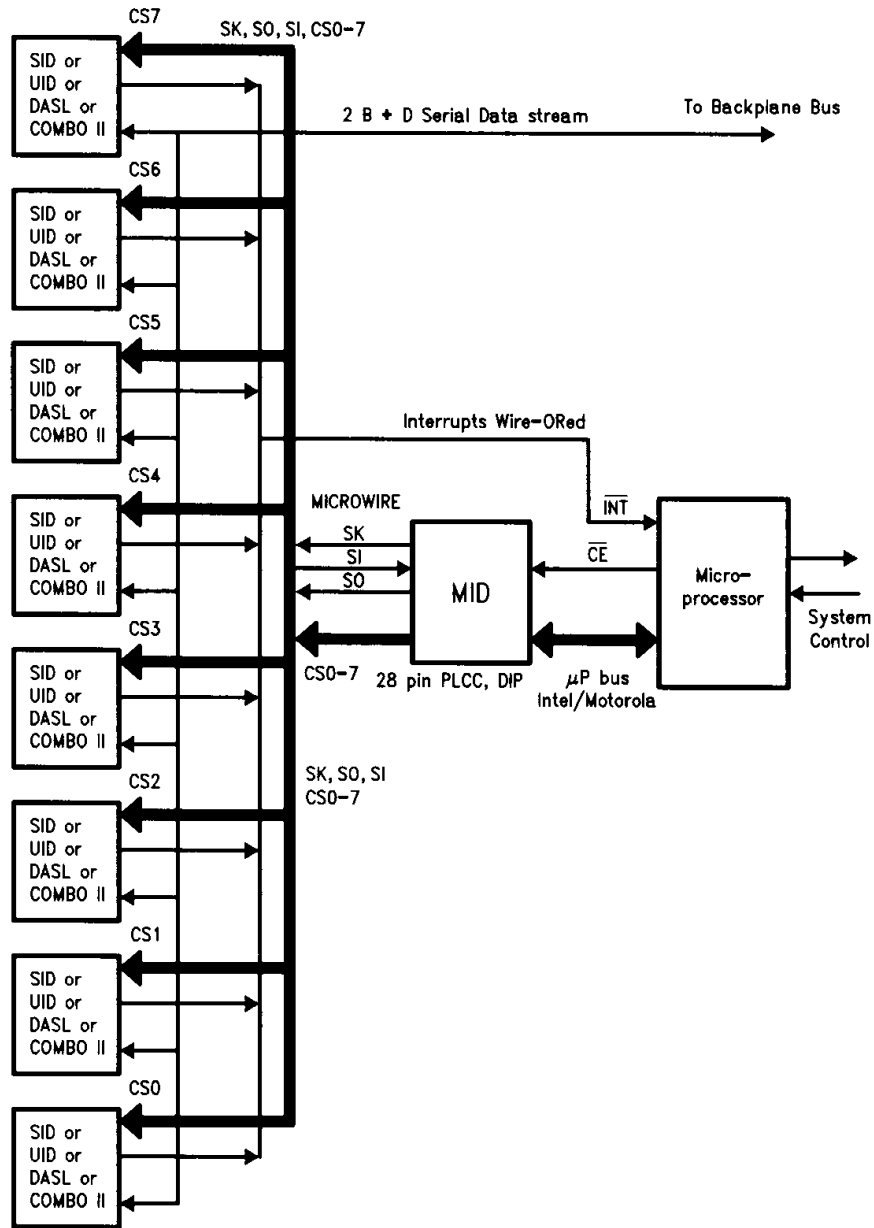 CS7
SK, SO, SI, CS0-7
SID or
UID or
DASL or
COMBO II
2 B + D Serial Data stream
To Backplane Bus
CS6
SID or
UID or
DASL or
COMBO II
CS5
SID or
UID or
DASL or
COMBO II
Interrupts Wire-ORed
CS4
SID or
UID or
DASL or
COMBO II
MICROWIRE
SK
SI
SO
MID
INT
CE
Micro-
processor
System
Control
CS0-7
28 pin PLCC, DIP
μP bus
Intel/Motorola
CS3
SID or
UID or
DASL or
COMBO II
SK, SO, SI
CS0-7
CS2
SID or
UID or
DASL or
COMBO II
CS1
SID or
UID or
DASL or
COMBO II
CS0
SID or
UID or
DASL or
COMBO II